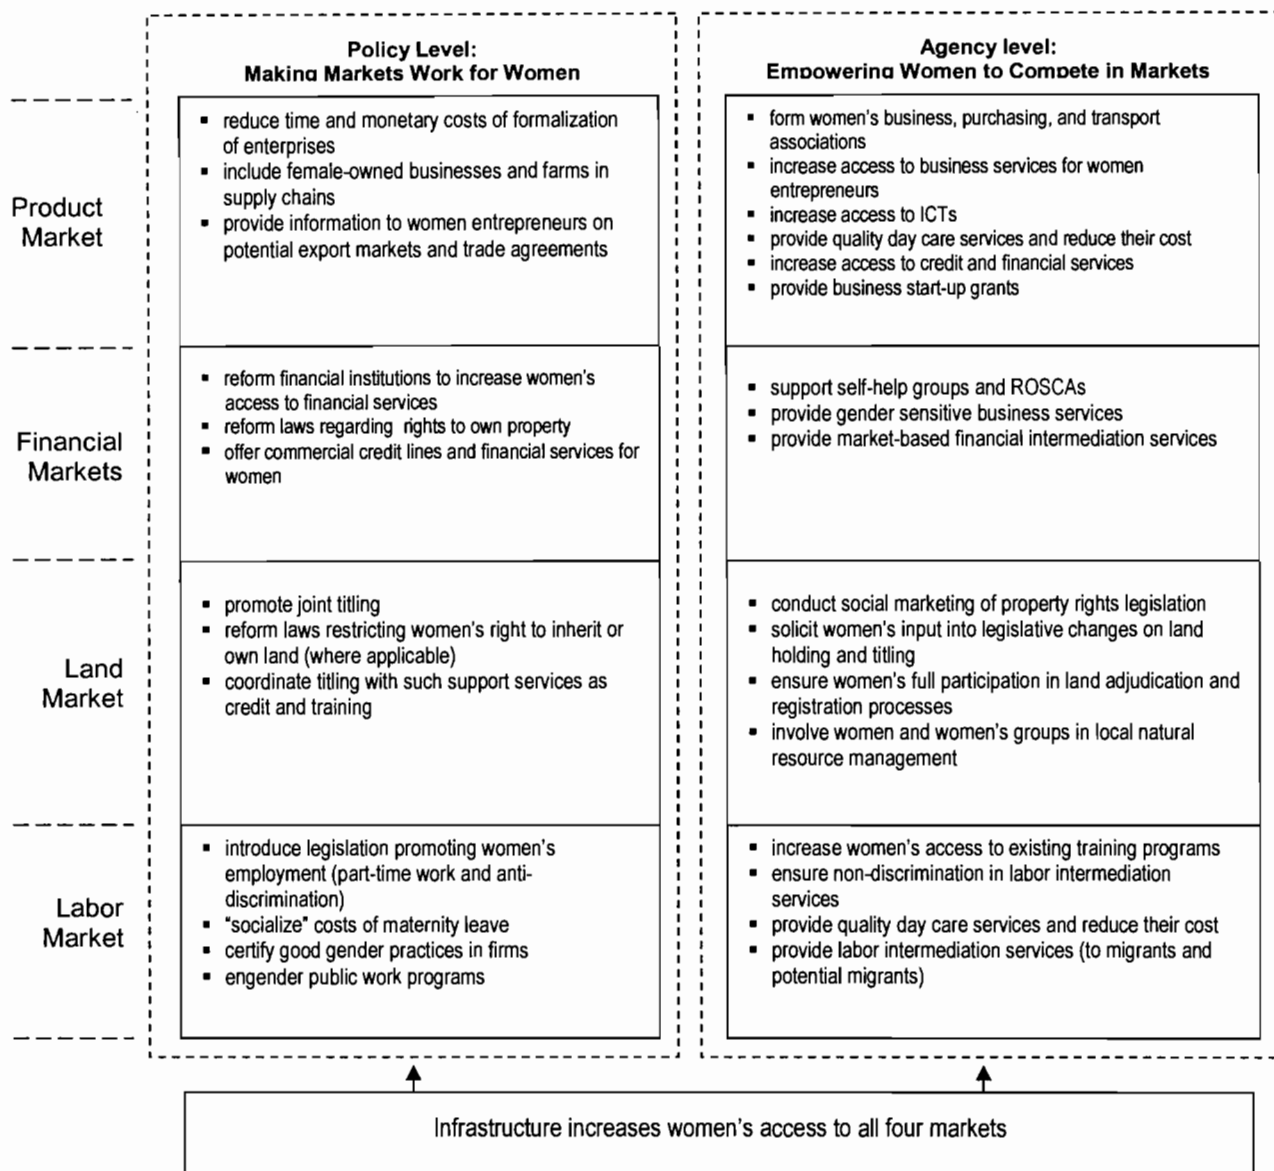 Policy Level:
Making Markets Work for Women
Agency level:
Empowering Women to Compete in Markets
Product
Market
▪ reduce time and monetary costs of formalization
of enterprises
▪ include female-owned businesses and farms in
supply chains
▪ provide information to women entrepreneurs on
potential export markets and trade agreements
▪ form women's business, purchasing, and transport
associations
▪ increase access to business services for women
entrepreneurs
▪ increase access to ICTs
▪ provide quality day care services and reduce their cost
▪ increase access to credit and financial services
▪ provide business start-up grants
Financial
Markets
▪ reform financial institutions to increase women's
access to financial services
▪ reform laws regarding rights to own property
▪ offer commercial credit lines and financial services for
women
▪ support self-help groups and ROSCAs
▪ provide gender sensitive business services
▪ provide market-based financial intermediation services
Land
Market
▪ promote joint titling
▪ reform laws restricting women's right to inherit or
own land (where applicable)
▪ coordinate titling with such support services as
credit and training
▪ conduct social marketing of property rights legislation
▪ solicit women's input into legislative changes on land
holding and titling
▪ ensure women's full participation in land adjudication and
registration processes
▪ involve women and women's groups in local natural
resource management
Labor
Market
▪ introduce legislation promoting women's
employment (part-time work and anti-
discrimination)
▪ "socialize" costs of maternity leave
▪ certify good gender practices in firms
▪ engender public work programs
▪ increase women's access to existing training programs
▪ ensure non-discrimination in labor intermediation
services
▪ provide quality day care services and reduce their cost
▪ provide labor intermediation services (to migrants and
potential migrants)
Infrastructure increases women's access to all four markets